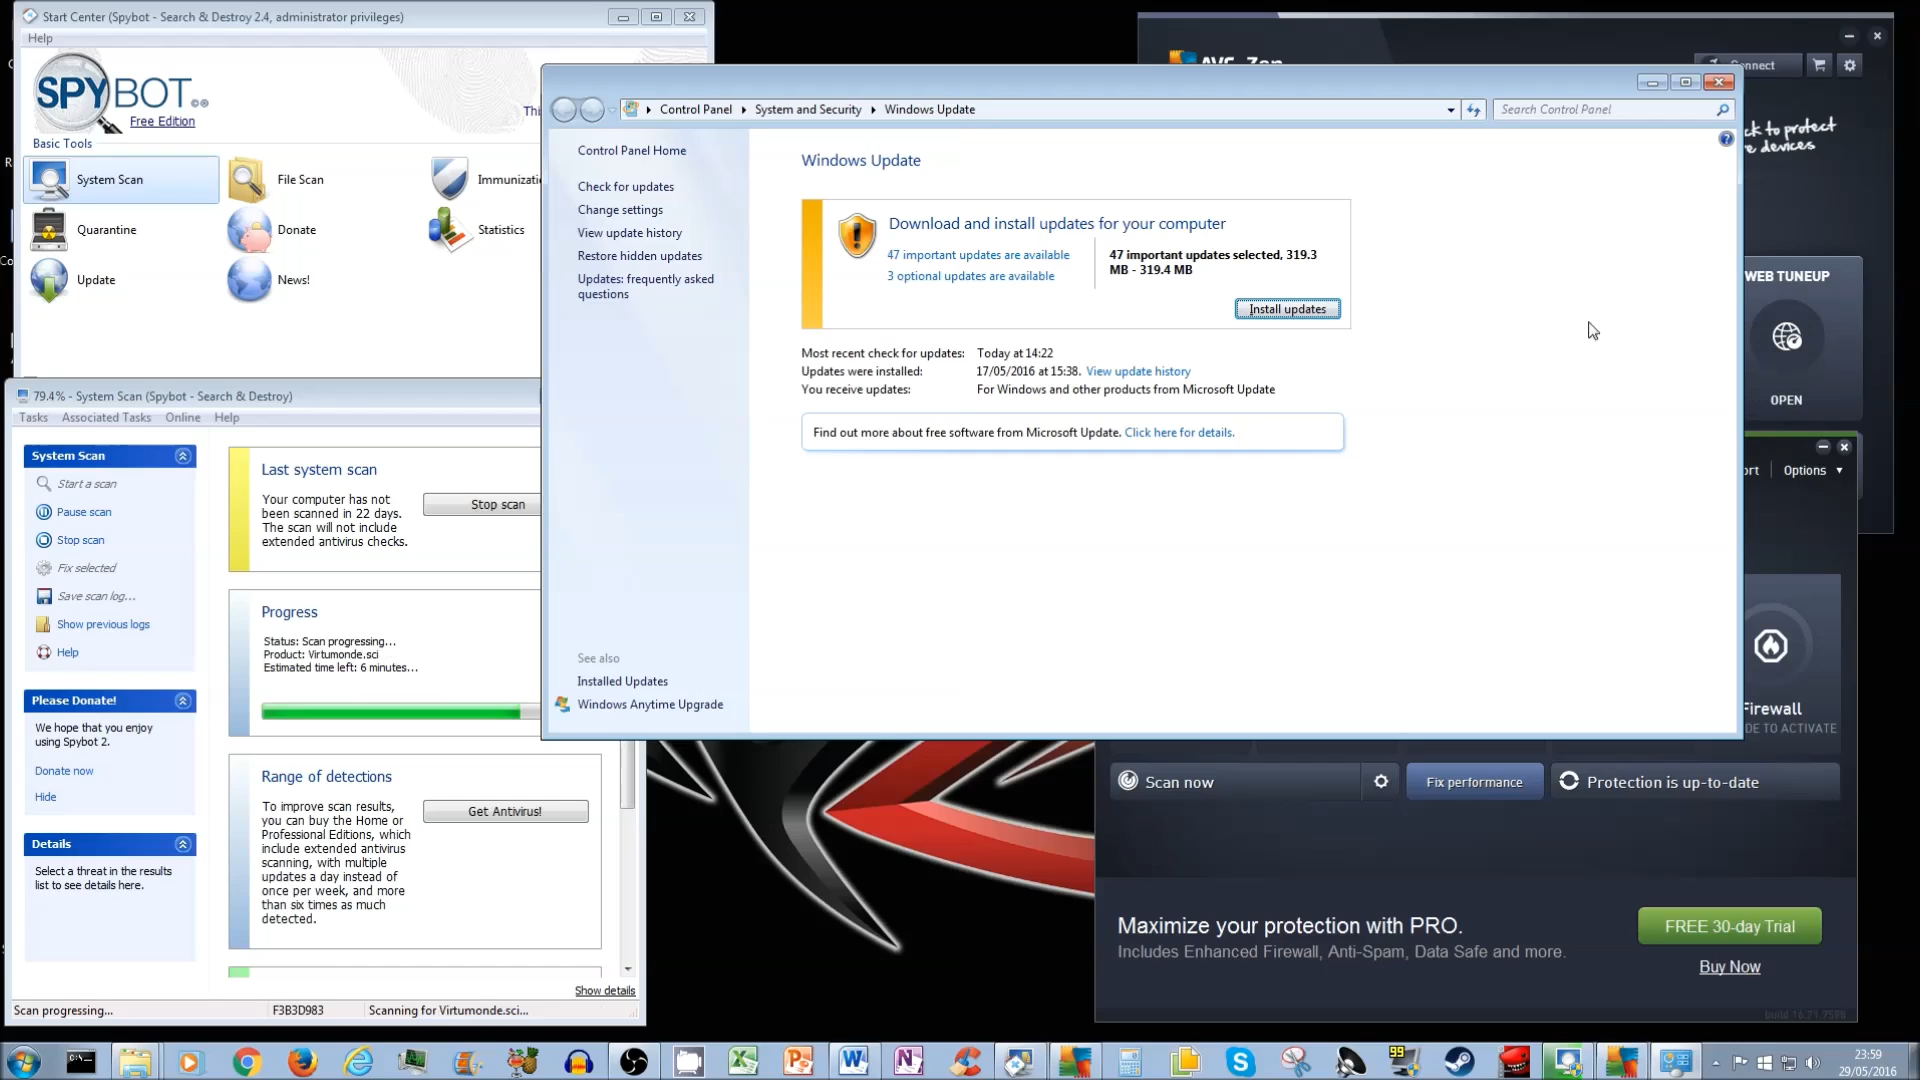 Start Center (Spybot - Search & Destroy 2.4, administrator privileges)
Help
SPYBOT
Free Edition
Thi
Basic Tools
System Scan
File Scan
Immunizati
Quarantine
Donate
Statistics
Update
News!
79.4% - System Scan (Spybot - Search & Destroy)
Tasks Associated Tasks Online Help
System Scan
Start a scan
Pause scan
Stop scan
Fix selected
Save scan log...
Show previous logs
Help
Please Donate!
We hope that you enjoy
using Spybot 2.
Donate now
Hide
Details
Select a threat in the results
list to see details here.
Last system scan
Your computer has not
been scanned in 22 days.
The scan will not include
extended antivirus checks.
Stop scan
Progress
Status: Scan progressing...
Product: Virtumonde.sci
Estimated time left: 6 minutes...
Range of detections
To improve scan results,
you can buy the Home or
Professional Editions, which
include extended antivirus
scanning, with multiple
updates a day instead of
once per week, and more
than six times as much
detected.
Get Antivirus!
Show details
Scan progressing... F3B3D983 Scanning for Virtumonde.sci...
Control Panel System and Security Windows Update
Search Control Panel
Control Panel Home
Check for updates
Change settings
View update history
Restore hidden updates
Updates: frequently asked
questions
See also
Installed Updates
Windows Anytime Upgrade
Windows Update
Download and install updates for your computer
47 important updates are available
3 optional updates are available
47 important updates selected, 319.3
MB - 319.4 MB
Install updates
Most recent check for updates: Today at 14:22
Updates were installed: 17/05/2016 at 15:38. View update history
You receive updates: For Windows and other products from Microsoft Update
Find out more about free software from Microsoft Update. Click here for details.
onnect
ck to protect
e devices
WEB TUNEUP
OPEN
ort Options
Firewall
DE TO ACTIVATE
Scan now
Fix performance
Protection is up-to-date
Maximize your protection with PRO.
Includes Enhanced Firewall, Anti-Spam, Data Safe and more.
FREE 30-day Trial
Buy Now
build 16.71.7598
99
23:59
29/05/2016